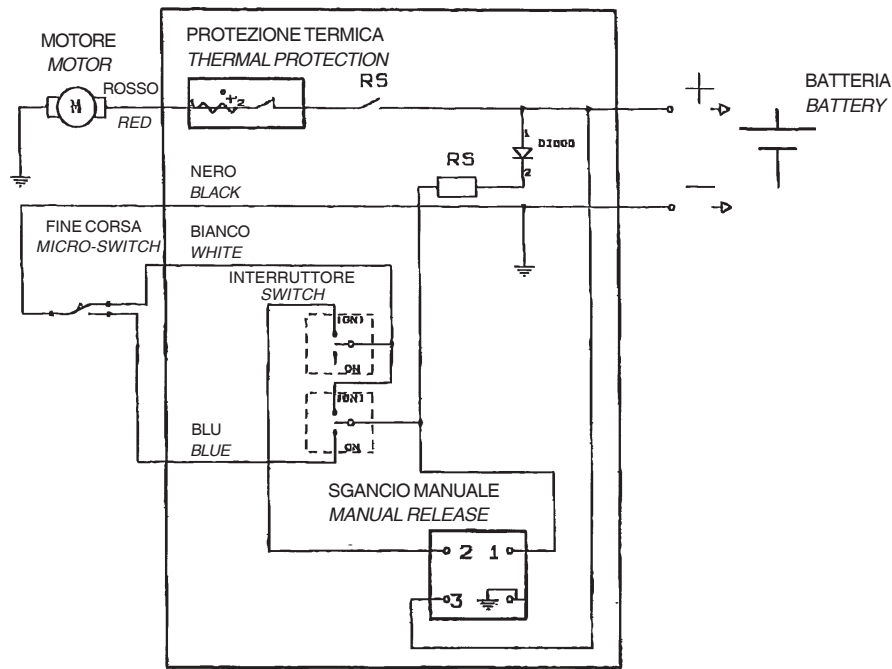 MOTORE
MOTOR
PROTEZIONE TERMICA
THERMAL PROTECTION
ROSSO
RED
M
1
+
2
RS
+
BATTERIA
BATTERY
1
D1000
2
RS
NERO
BLACK
—
FINE CORSA
MICRO-SWITCH
BIANCO
WHITE
INTERRUTTORE
SWITCH
(ON)
ON
(ON)
ON
BLU
BLUE
SGANCIO MANUALE
MANUAL RELEASE
2 1
3